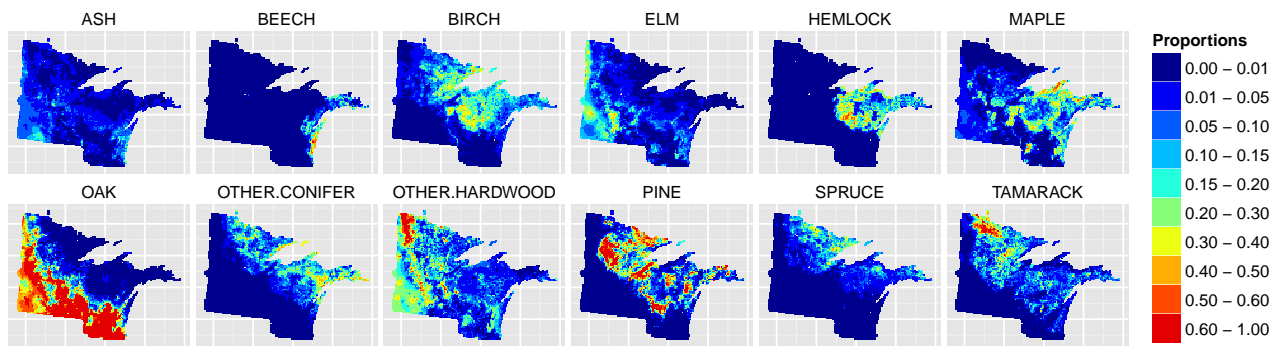 ASH
BEECH
BIRCH
ELM
HEMLOCK
MAPLE
OAK
OTHER.CONIFER
OTHER.HARDWOOD
PINE
SPRUCE
TAMARACK
Proportions
0.00 – 0.01
0.01 – 0.05
0.05 – 0.10
0.10 – 0.15
0.15 – 0.20
0.20 – 0.30
0.30 – 0.40
0.40 – 0.50
0.50 – 0.60
0.60 – 1.00